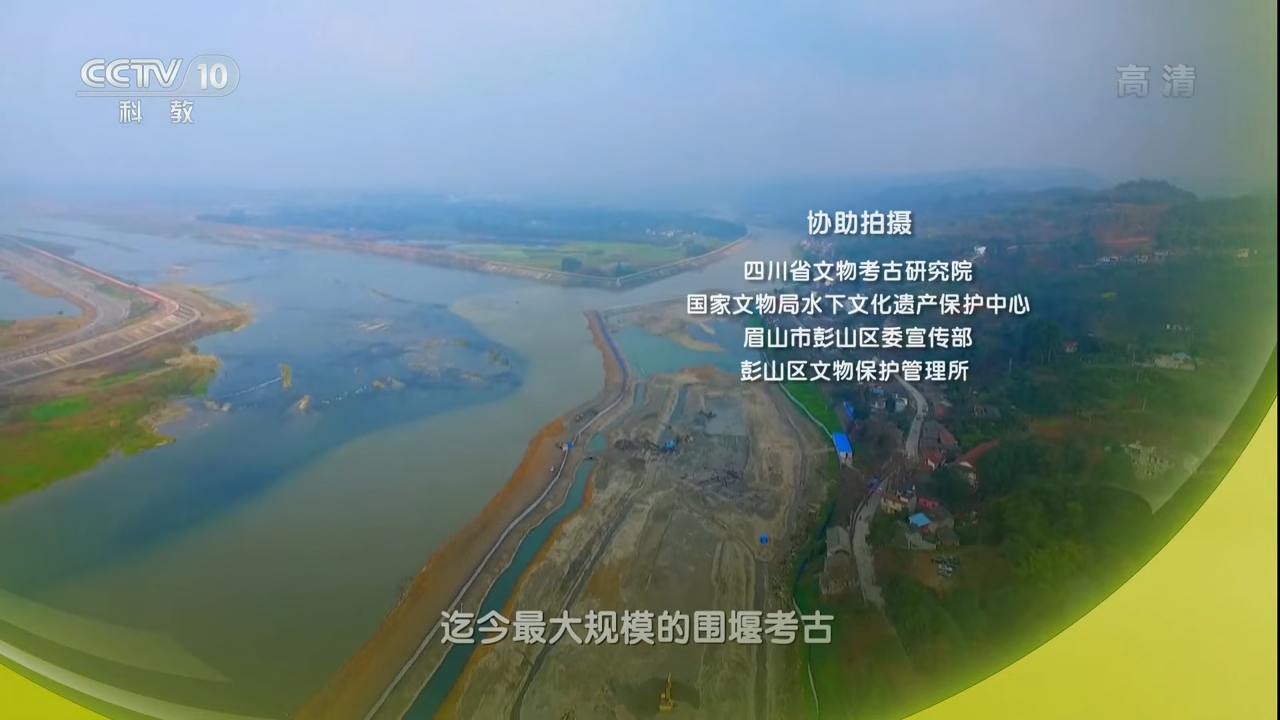 CCTV 10
科教
高清
协助拍摄
四川省文物考古研究院
国家文物局水下文化遗产保护中心
眉山市彭山区委宣传部
彭山区文物保护管理所
迄今最大规模的围堰考古